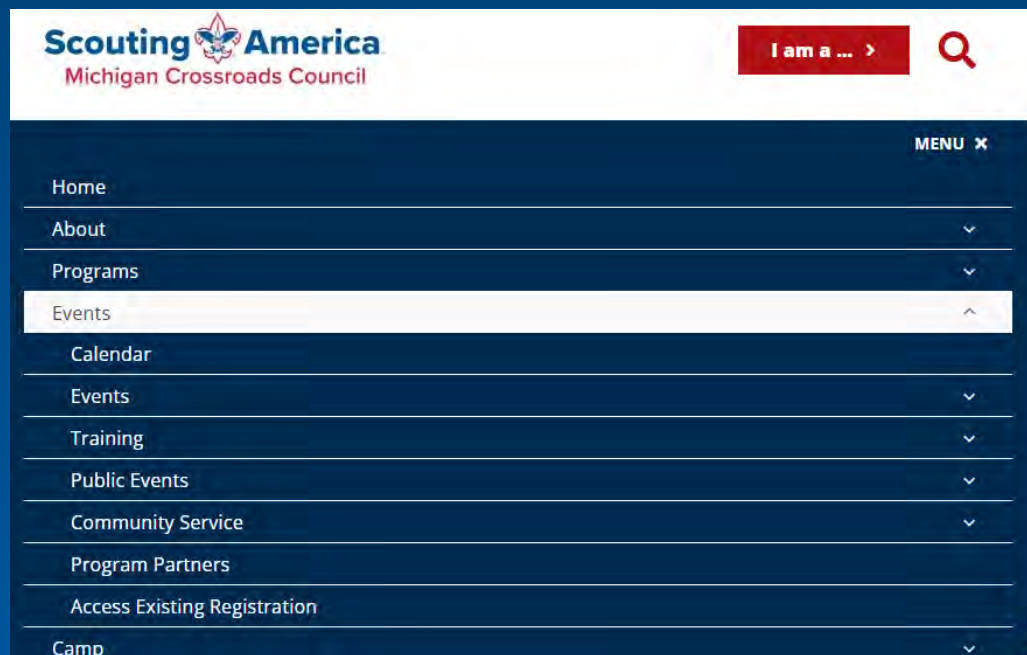 Scouting America
Michigan Crossroads Council
I am a ... >
MENU ×
Home
About
Programs
Events
Calendar
Events
Training
Public Events
Community Service
Program Partners
Access Existing Registration
Camp